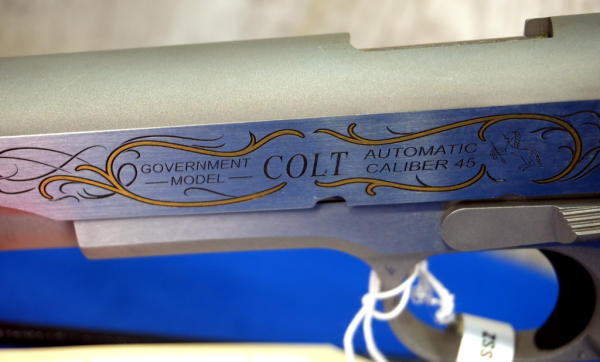 GOVERNMENT
MODEL
COLT
AUTOMATIC
CALIBER 45